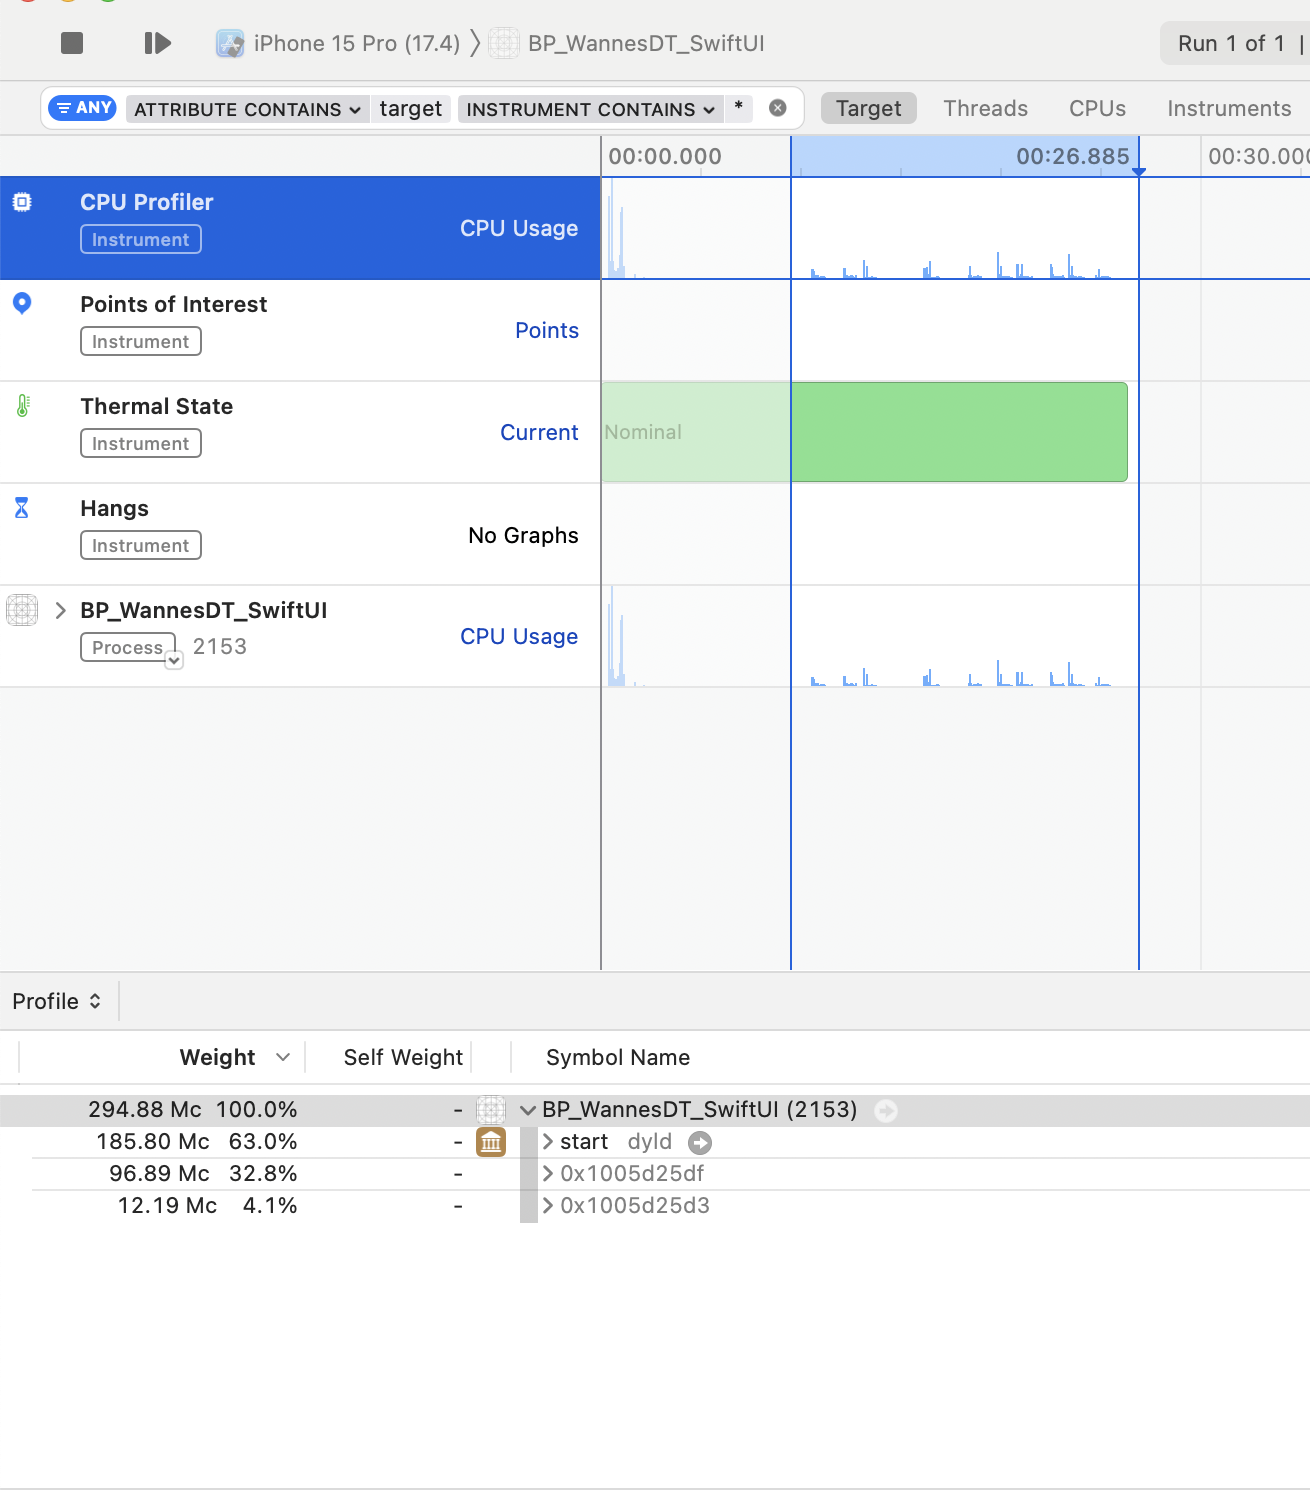 iPhone 15 Pro (17.4) BP_WannesDT_SwiftUI Run 1 of 1 |
ANY ATTRIBUTE CONTAINS target INSTRUMENT CONTAINS * Target Threads CPUs Instruments
00:00.000 00:26.885 00:30.000
CPU Profiler
Instrument
CPU Usage
Points of Interest
Instrument
Points
Thermal State
Instrument
Current
Nominal
Hangs
Instrument
No Graphs
BP_WannesDT_SwiftUI
Process 2153
CPU Usage
Profile
Weight Self Weight Symbol Name
294.88 Mc 100.0% - BP_WannesDT_SwiftUI (2153)
185.80 Mc 63.0% - start dyld
96.89 Mc 32.8% - 0x1005d25df
12.19 Mc 4.1% - 0x1005d25d3